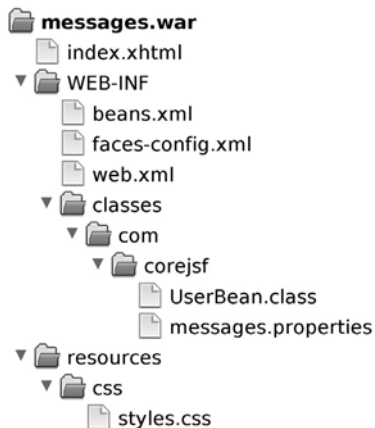 messages.war
index.xhtml
WEB-INF
beans.xml
faces-config.xml
web.xml
classes
com
corejsf
UserBean.class
messages.properties
resources
css
styles.css